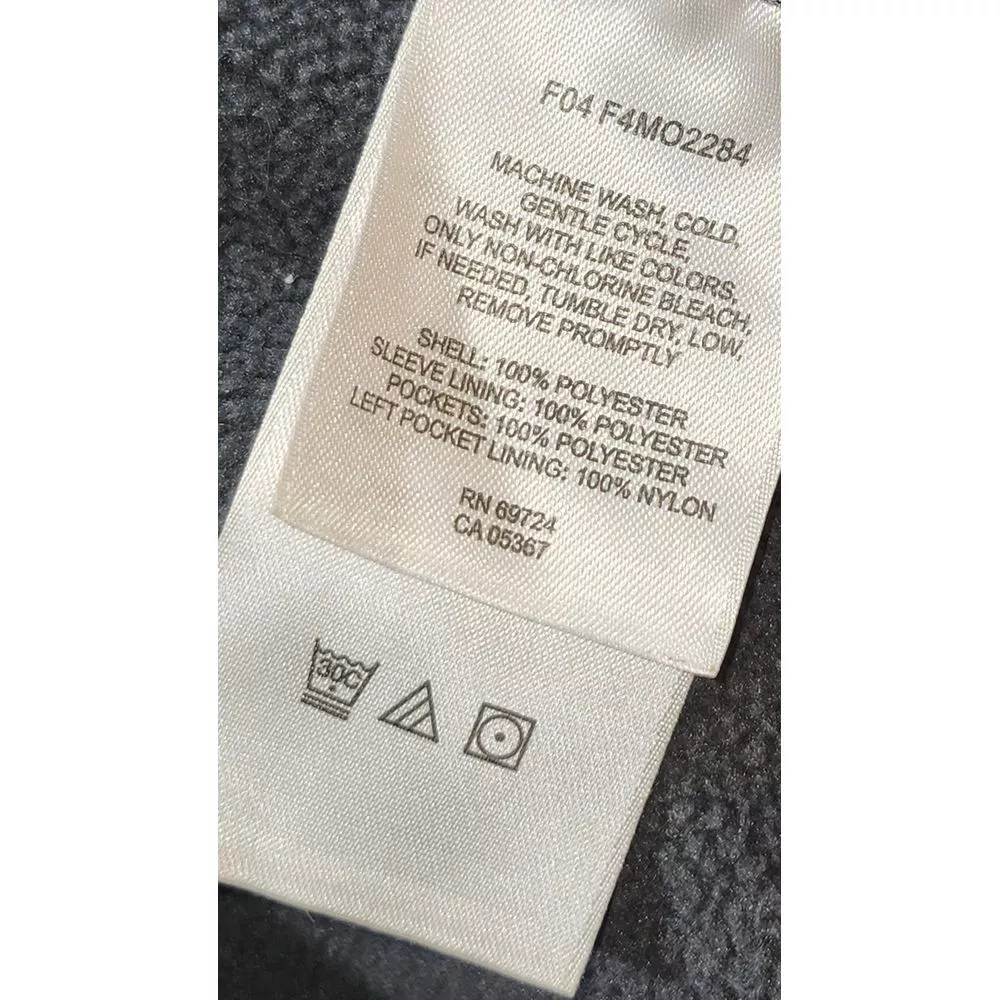 F04 F4MO2284
MACHINE WASH, COLD,
GENTLE CYCLE,
WASH WITH LIKE COLORS,
ONLY NON-CHLORINE BLEACH,
IF NEEDED, TUMBLE DRY, LOW,
REMOVE PROMPTLY
SHELL: 100% POLYESTER
SLEEVE LINING: 100% POLYESTER
POCKETS: 100% POLYESTER
LEFT POCKET LINING: 100% NYLON
RN 69724
CA 05367
30C